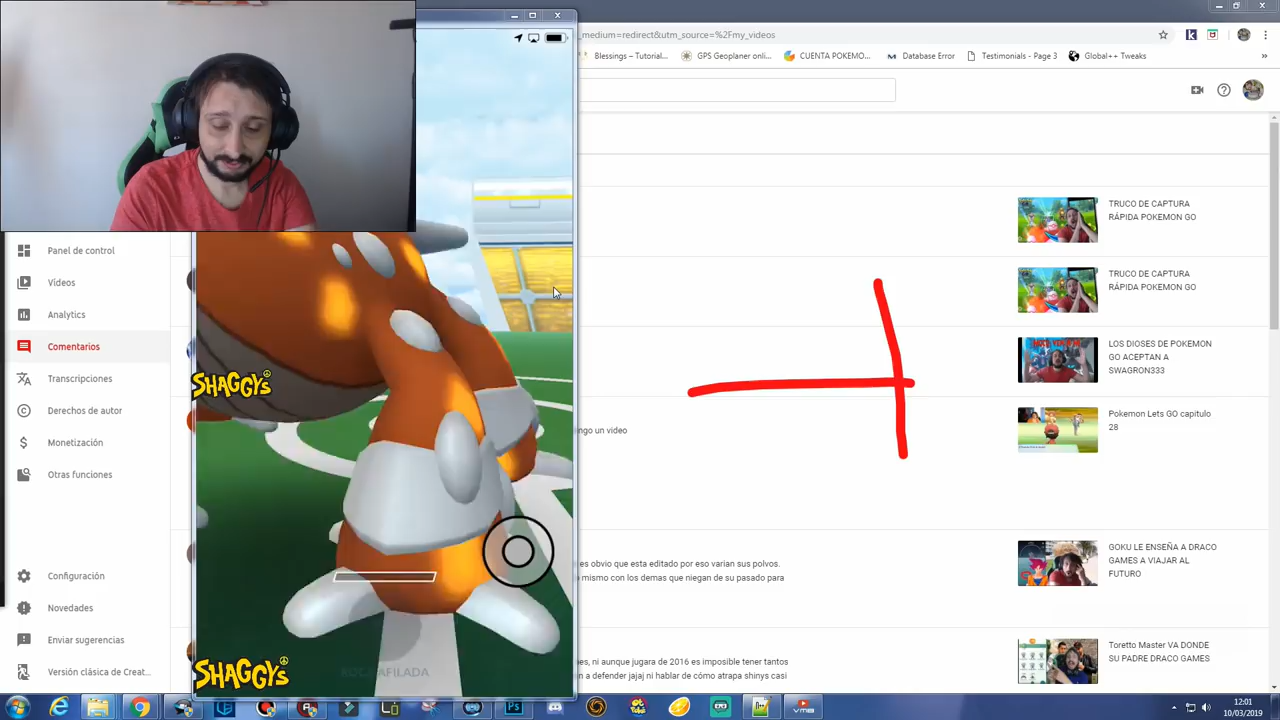 _medium=redirect&utm_source=%2Fmy_videos
Blessings – Tutorial...
GPS Geoplaner onli...
CUENTA POKEMO...
Database Error
Testimonials - Page 3
Global++ Tweaks
»
Panel de control
Vídeos
Analytics
Comentarios
Transcripciones
Derechos de autor
Monetización
Otras funciones
Configuración
Novedades
Enviar sugerencias
Versión clásica de Creat...
SHAGGYS
SHAGGYS
ROCA AFILADA
TRUCO DE CAPTURA
RÁPIDA POKEMON GO
TRUCO DE CAPTURA
RÁPIDA POKEMON GO
LOS DIOSES DE POKEMON
GO ACEPTAN A
SWAGRON333
Pokemon Lets GO capitulo
28
ingo un video
GOKU LE ENSEÑA A DRACO
GAMES A VIAJAR AL
FUTURO
es obvio que esta editado por eso varian sus polvos.
mismo con los demas que niegan de su pasado para
Toretto Master VA DONDE
SU PADRE DRACO GAMES
es, ni aunque jugara de 2016 es imposible tener tantos
a defender jajaj ni hablar de cómo atrapa shinys casi
12:01
10/03/2019